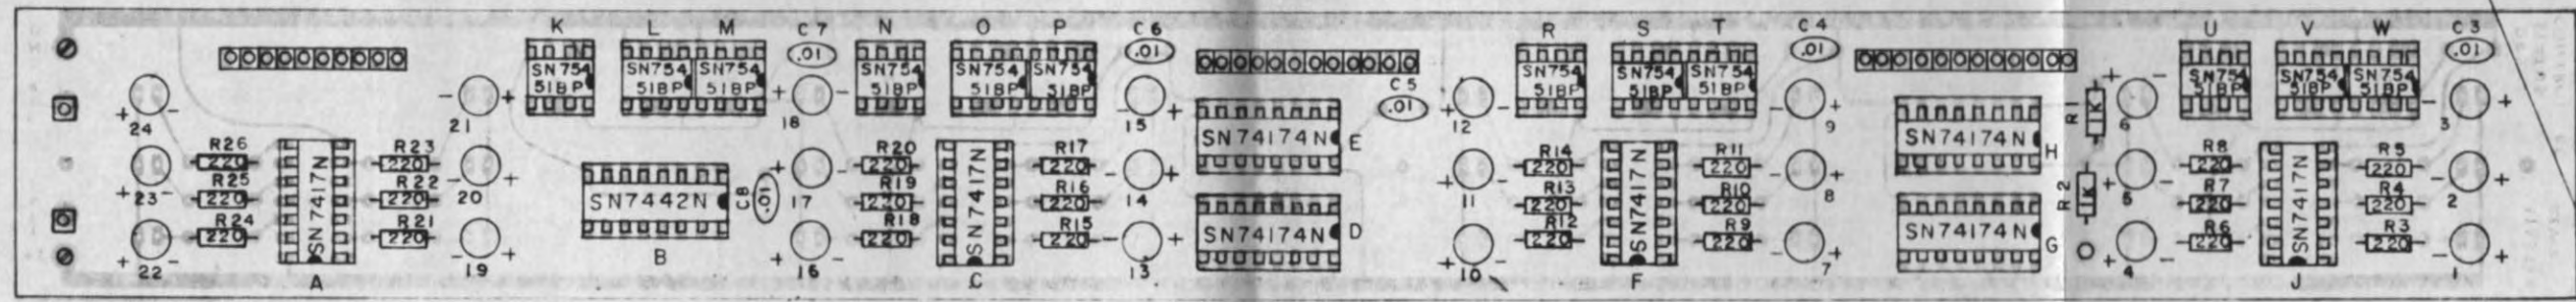 K L M C7 N O P C6 R S T C4 U V W C3
.01 .01 .01 .01
SN754 SN754 SN754 SN754 SN754 SN754 SN754 SN754 SN754 SN754 SN754 SN754
51BP 51BP 51BP 51BP 51BP 51BP 51BP 51BP 51BP 51BP 51BP 51BP
C5
.01
+ - - + + - - + - + - + + - - +
24 21 18 15 12 9 6 3
SN74174N E SN74174N H
R1 1K
R26 R23 R20 R17 R14 R11 R8 R5
220 220 220 220 220 220 220 220
+ - - + + - - + + - - + + - - +
23 20 17 14 11 8 5 2
R25 R22 R19 R16 R13 R10 R7 R4
220 220 220 220 220 220 220 220
SN7417N SN7442N C8 .01 SN7417N SN7417N R2 1K SN7417N
R24 R21 R18 R15 R12 R9 R6 R3
220 220 220 220 220 220 220 220
SN74174N D SN74174N G
+ - - + + - - + + - - + + - - +
22 19 16 13 10 7 4 1
A B C F J